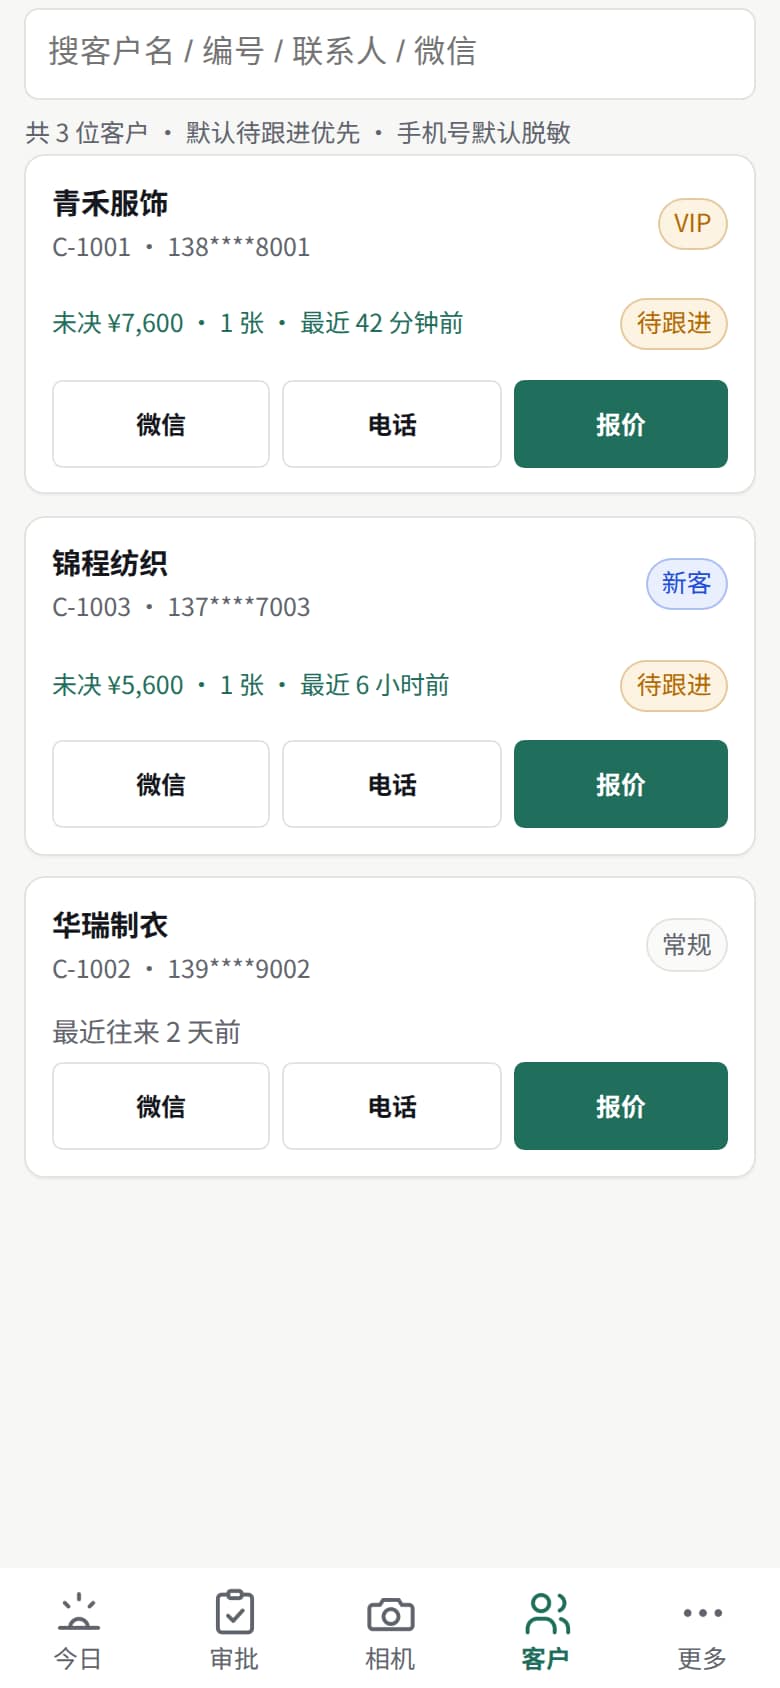 搜客户名 / 编号 / 联系人 / 微信
共 3 位客户 · 默认待跟进优先 · 手机号默认脱敏
青禾服饰
VIP
C-1001 · 138****8001
未决 ¥7,600 · 1 张 · 最近 42 分钟前
待跟进
微信 电话 报价
锦程纺织
新客
C-1003 · 137****7003
未决 ¥5,600 · 1 张 · 最近 6 小时前
待跟进
微信 电话 报价
华瑞制衣
常规
C-1002 · 139****9002
最近往来 2 天前
微信 电话 报价
今日 审批 相机 客户 更多